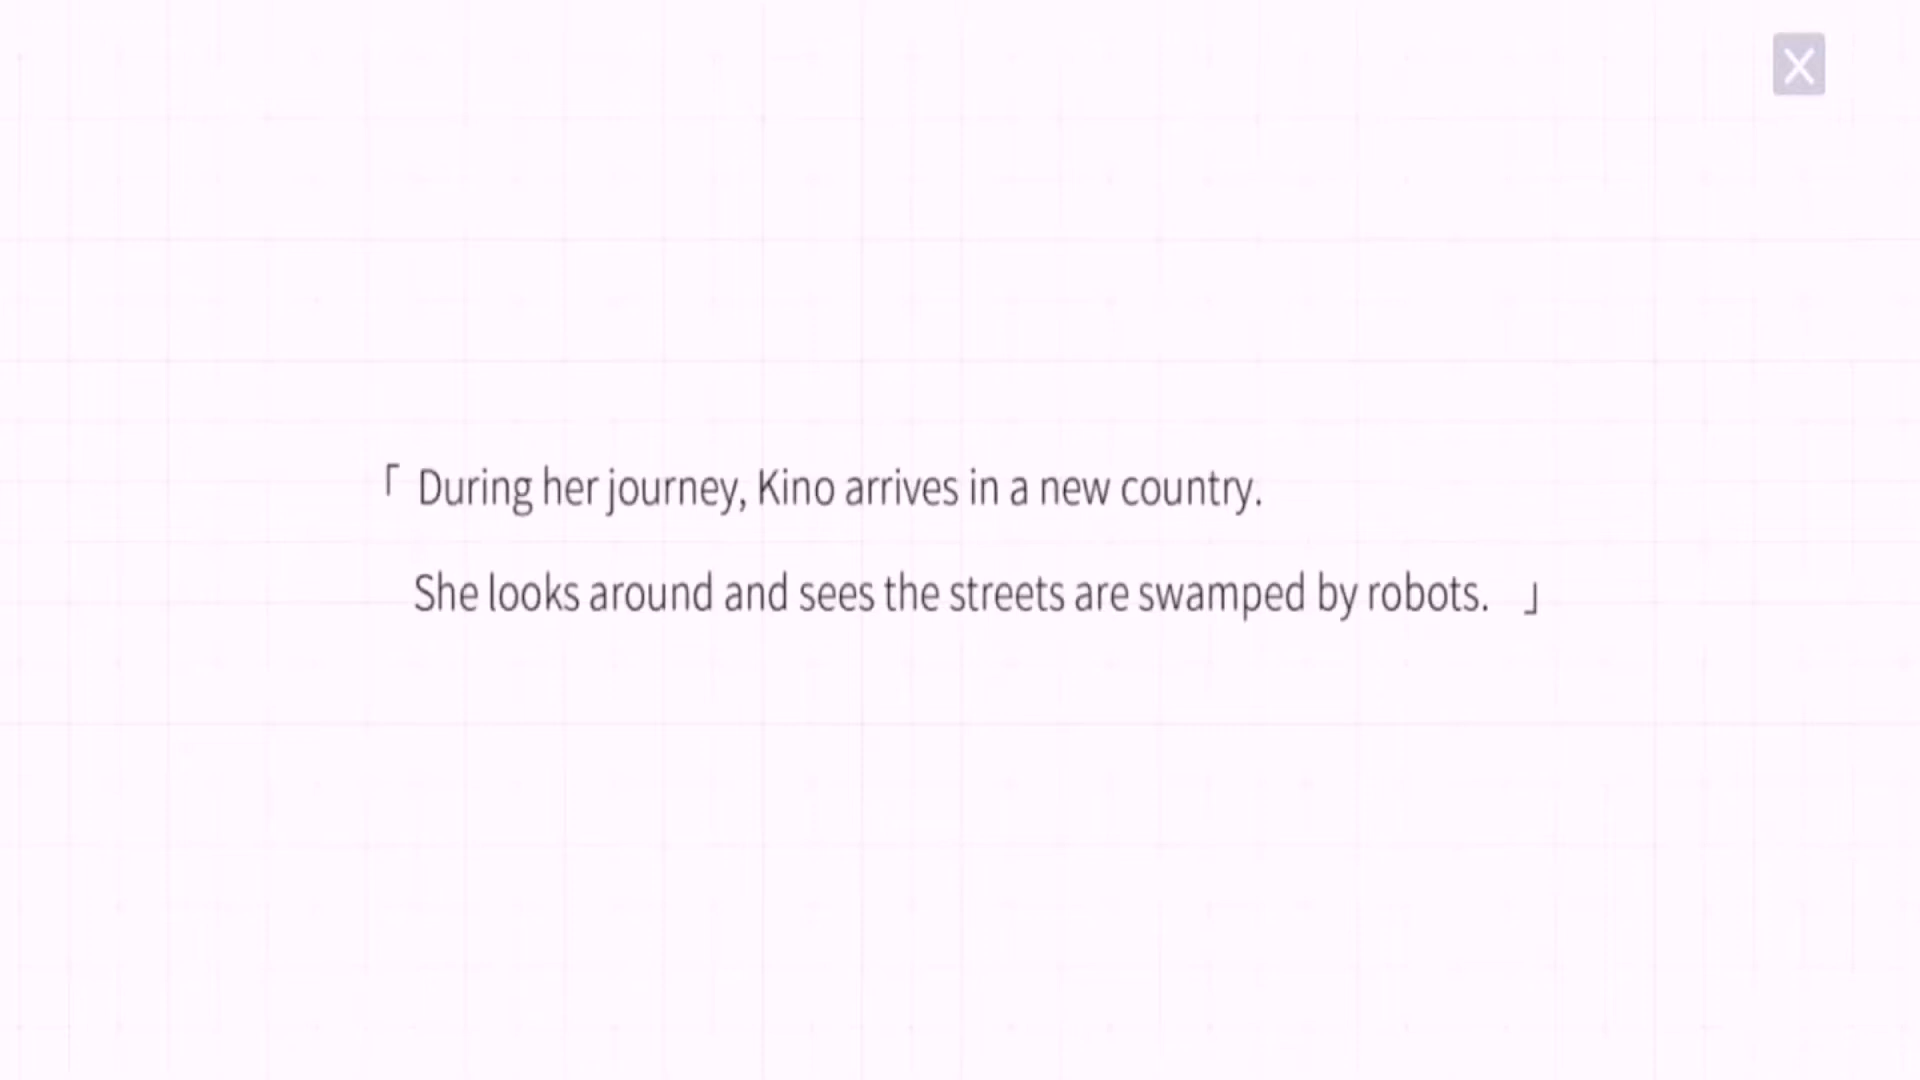 「 During her journey, Kino arrives in a new country.
She looks around and sees the streets are swamped by robots. 」